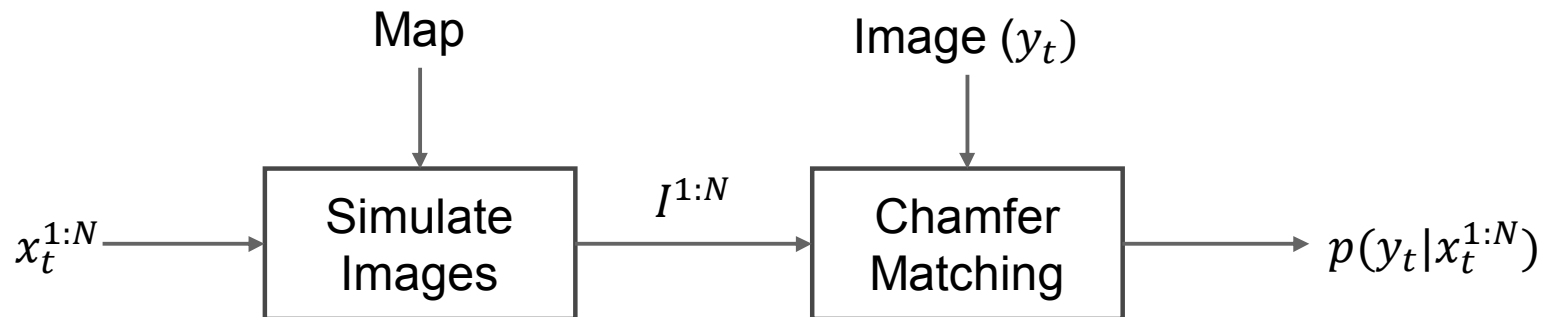 Map
Image ($y_t$)
$x_t^{1:N}$
Simulate
Images
$I^{1:N}$
Chamfer
Matching
$p(y_t|x_t^{1:N})$